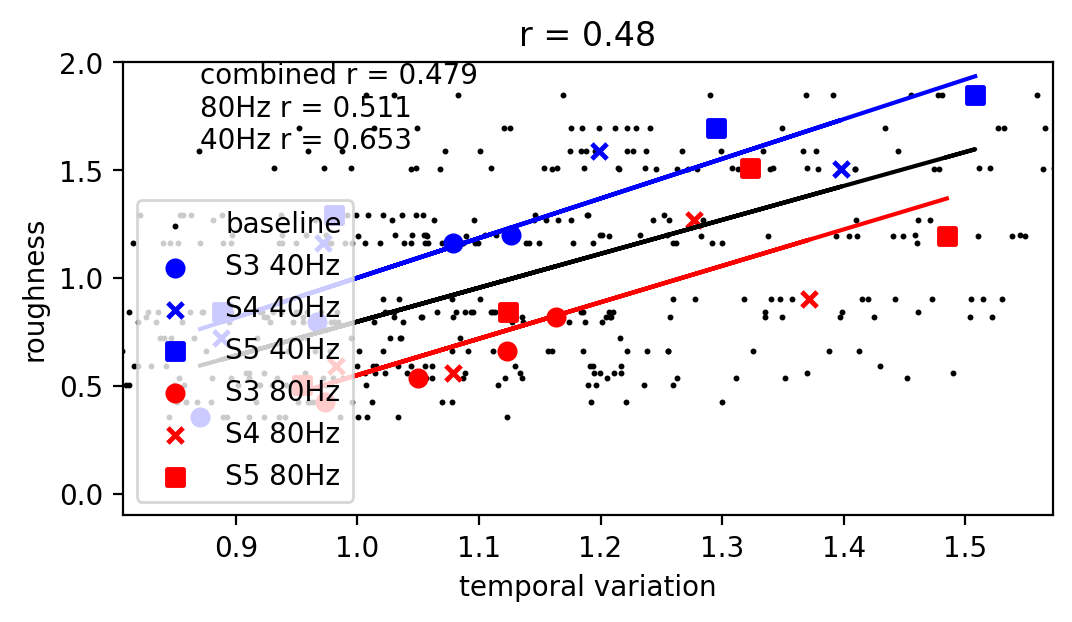 r = 0.48
combined r = 0.479
80Hz r = 0.511
40Hz r = 0.653
2.0
1.5
1.0
0.5
0.0
roughness
baseline
S3 40Hz
S4 40Hz
S5 40Hz
S3 80Hz
S4 80Hz
S5 80Hz
0.9 1.0 1.1 1.2 1.3 1.4 1.5
temporal variation